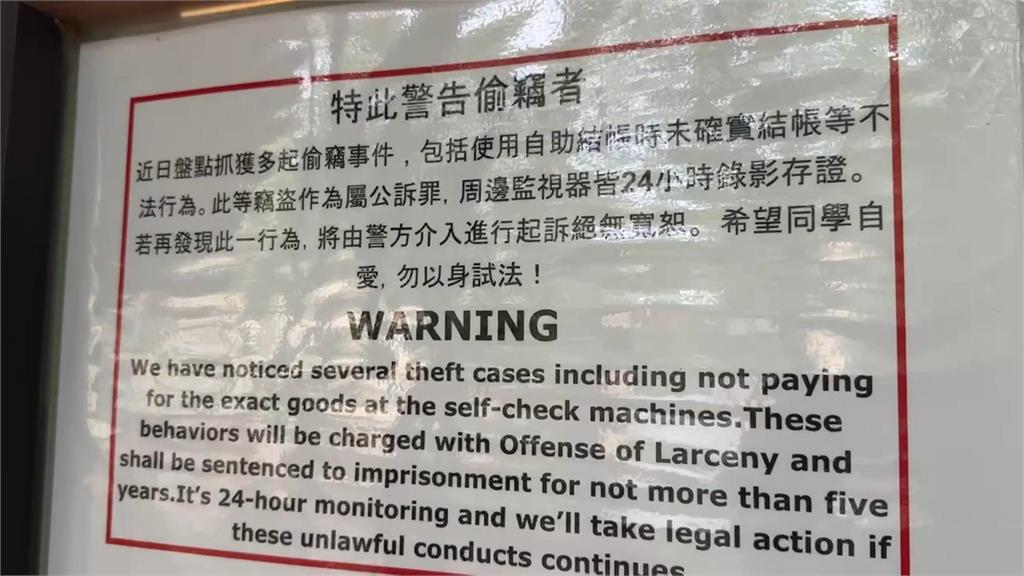 特此警告偷竊者
近日盤點抓獲多起偷竊事件，包括使用自助結帳時未確實結帳等不
法行為。此等竊盜作為屬公訴罪, 周邊監視器皆24小時錄影存證。
若再發現此一行為, 將由警方介入進行起訴絕無寬恕。希望同學自
愛, 勿以身試法！
WARNING
We have noticed several theft cases including not paying
for the exact goods at the self-check machines.These
behaviors will be charged with Offense of Larceny and
shall be sentenced to imprisonment for not more than five
years.It's 24-hour monitoring and we'll take legal action if
these unlawful conducts continues